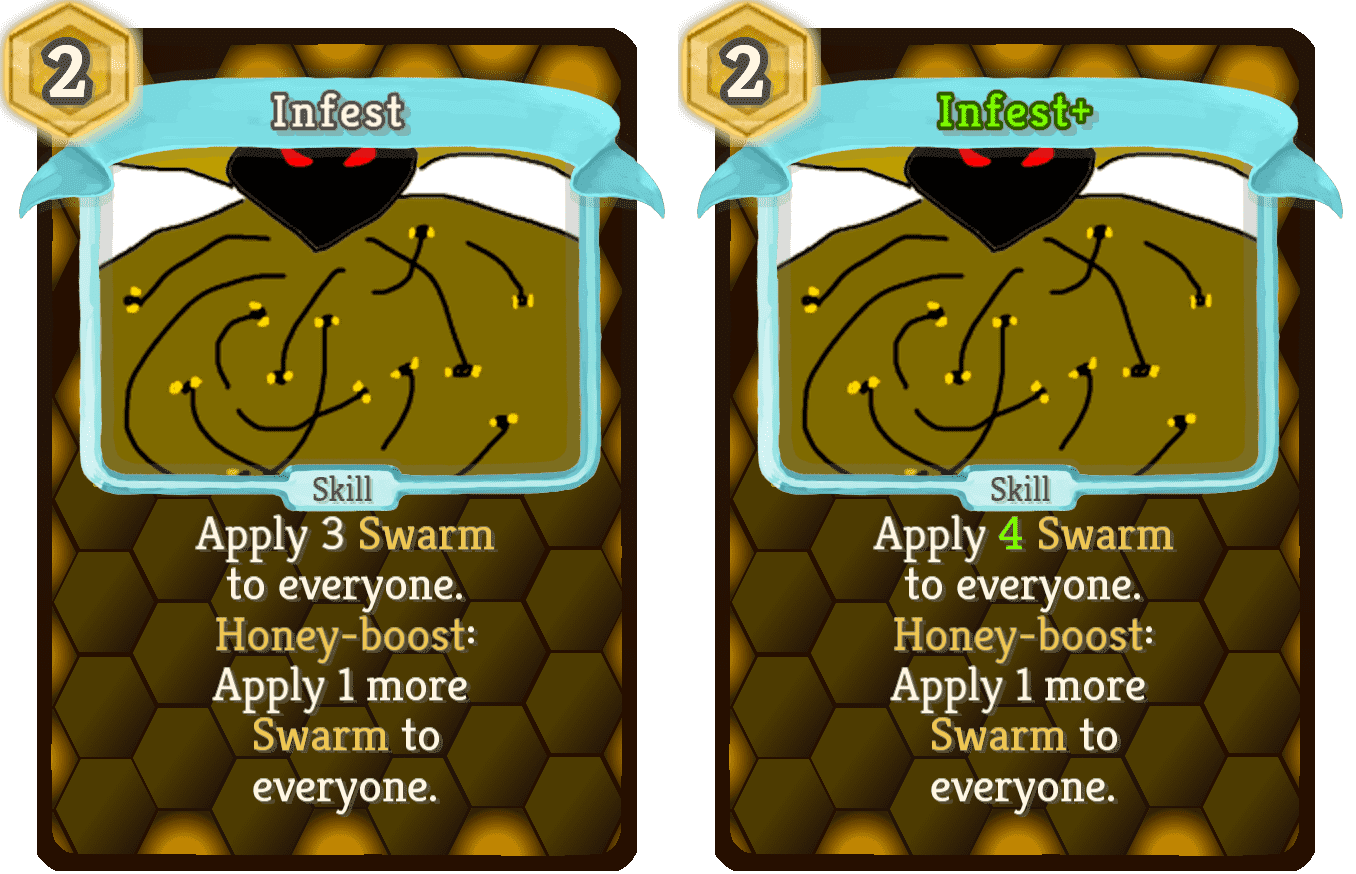 2
Infest
Skill
Apply 3 Swarm
to everyone.
Honey-boost:
Apply 1 more
Swarm to
everyone.
2
Infest+
Skill
Apply 4 Swarm
to everyone.
Honey-boost:
Apply 1 more
Swarm to
everyone.